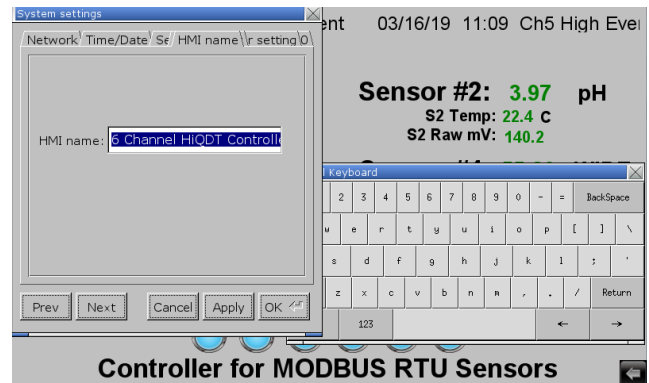 System settings
Network Time/Date Se HMI name r setting 0
HMI name: 6 Channel HiQDT Controlle
Prev Next Cancel Apply OK
ent 03/16/19 11:09 Ch5 High Eve
Sensor #2: 3.97 pH
S2 Temp: 22.4 C
S2 Raw mV: 140.2
l Keyboard
2 3 4 5 6 7 8 9 0 - = BackSpace
w e r t y u i o p [ ] \
s d f g h j k l ; '
z x c v b n m , . / Return
123 ← →
Controller for MODBUS RTU Sensors